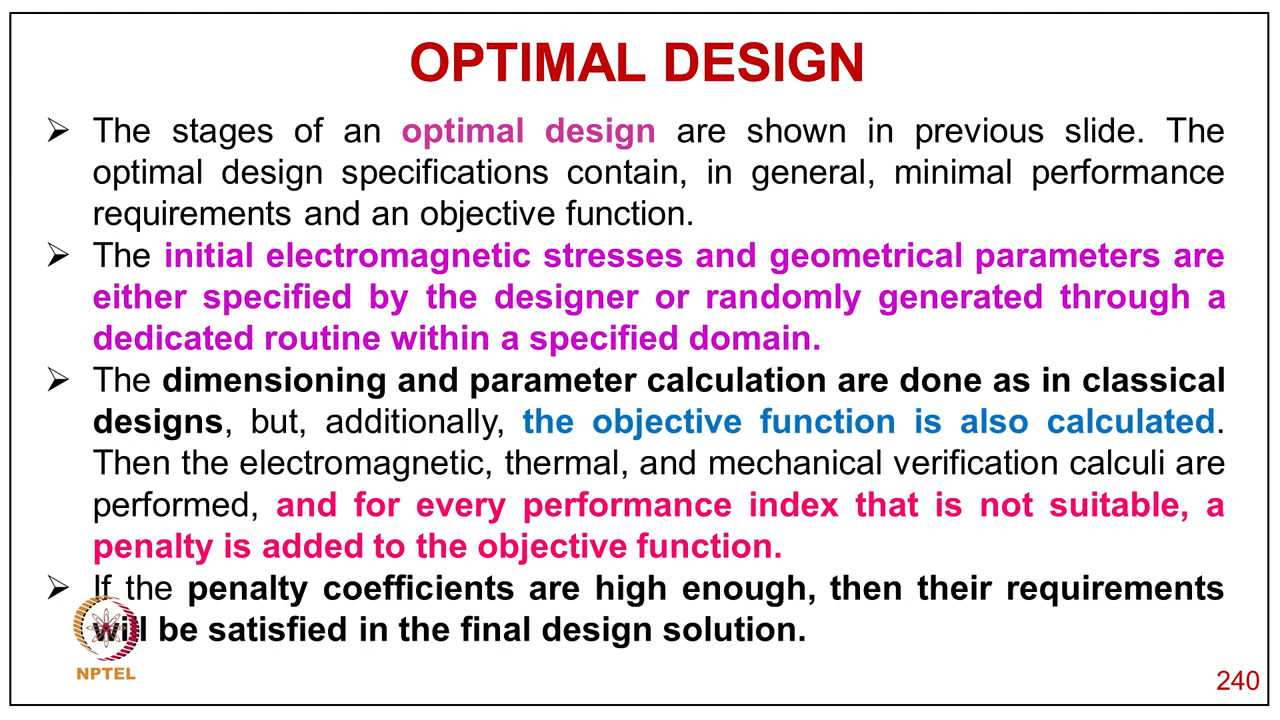 OPTIMAL DESIGN
➢ The stages of an optimal design are shown in previous slide. The
optimal design specifications contain, in general, minimal performance
requirements and an objective function.
➢ The initial electromagnetic stresses and geometrical parameters are
either specified by the designer or randomly generated through a
dedicated routine within a specified domain.
➢ The dimensioning and parameter calculation are done as in classical
designs, but, additionally, the objective function is also calculated.
Then the electromagnetic, thermal, and mechanical verification calculi are
performed, and for every performance index that is not suitable, a
penalty is added to the objective function.
➢ If the penalty coefficients are high enough, then their requirements
will be satisfied in the final design solution.
NPTEL
240